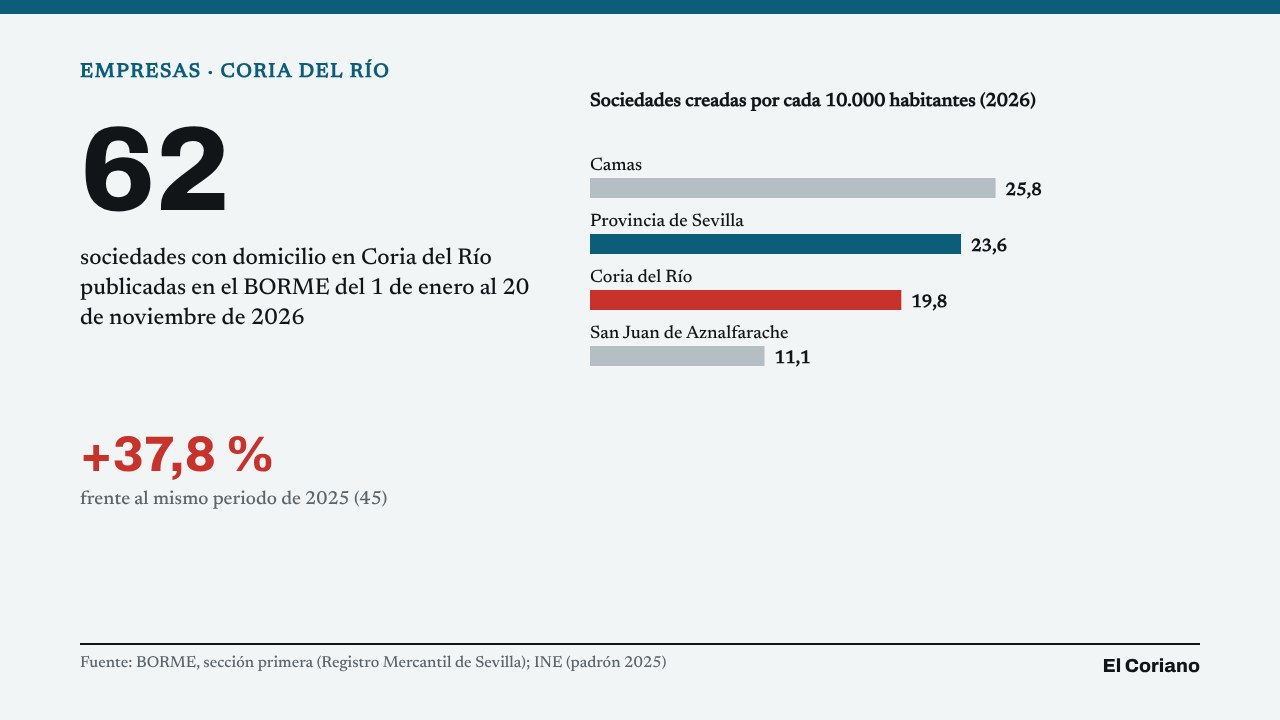 EMPRESAS · CORIA DEL RÍO
62
sociedades con domicilio en Coria del Río
publicadas en el BORME del 1 de enero al 20
de noviembre de 2026
+37,8 %
frente al mismo periodo de 2025 (45)
Sociedades creadas por cada 10.000 habitantes (2026)
Camas
25,8
Provincia de Sevilla
23,6
Coria del Río
19,8
San Juan de Aznalfarache
11,1
Fuente: BORME, sección primera (Registro Mercantil de Sevilla); INE (padrón 2025)
El Coriano